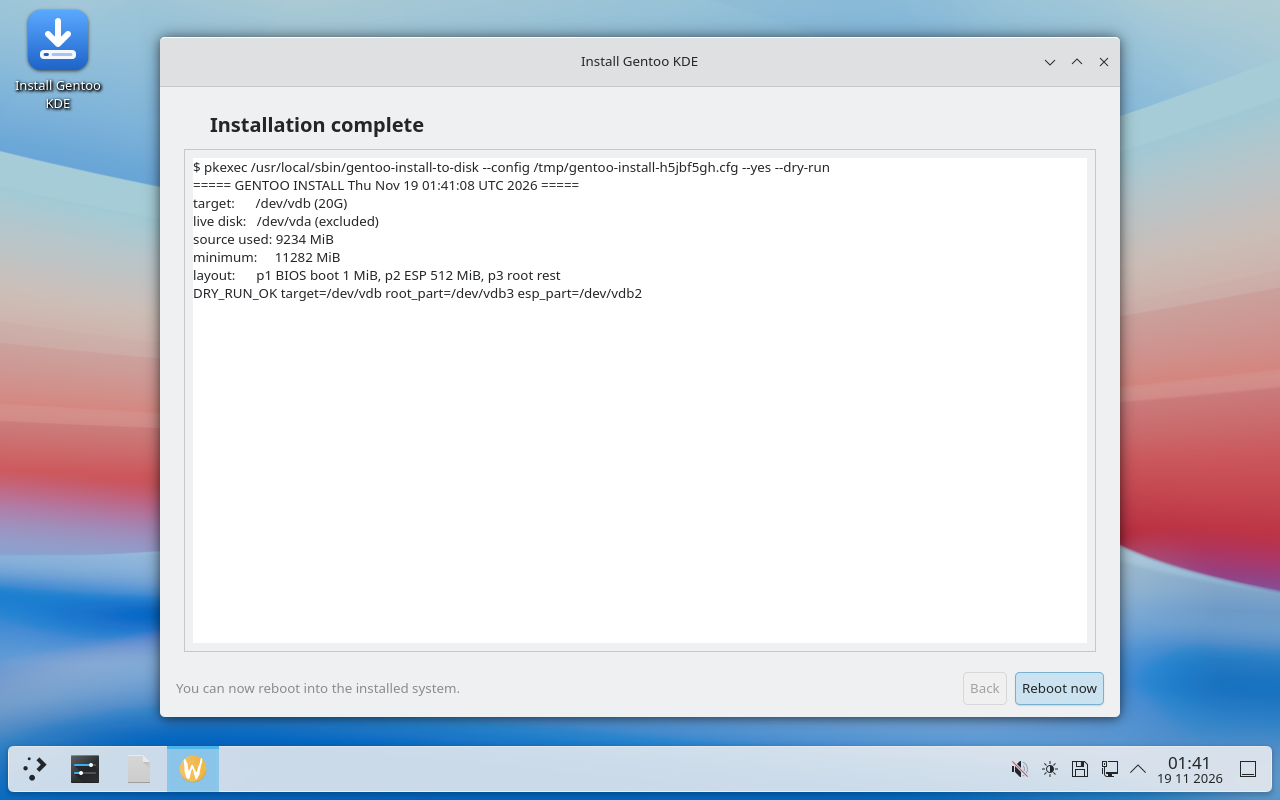 Install Gentoo
KDE
Install Gentoo KDE
Installation complete
$ pkexec /usr/local/sbin/gentoo-install-to-disk --config /tmp/gentoo-install-h5jbf5gh.cfg --yes --dry-run
===== GENTOO INSTALL Thu Nov 19 01:41:08 UTC 2026 =====
target: /dev/vdb (20G)
live disk: /dev/vda (excluded)
source used: 9234 MiB
minimum: 11282 MiB
layout: p1 BIOS boot 1 MiB, p2 ESP 512 MiB, p3 root rest
DRY_RUN_OK target=/dev/vdb root_part=/dev/vdb3 esp_part=/dev/vdb2
You can now reboot into the installed system.
Back
Reboot now
01:41
19 11 2026